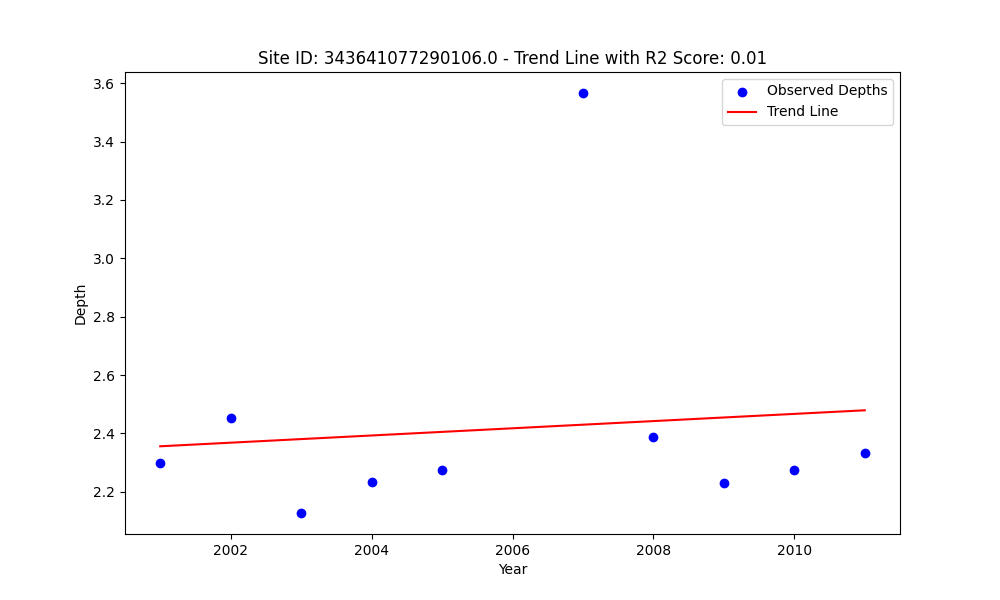 Site ID: 343641077290106.0 - Trend Line with R2 Score: 0.01
Observed Depths
Trend Line
3.6
3.4
3.2
3.0
2.8
2.6
2.4
2.2
Depth
2002
2004
2006
2008
2010
Year